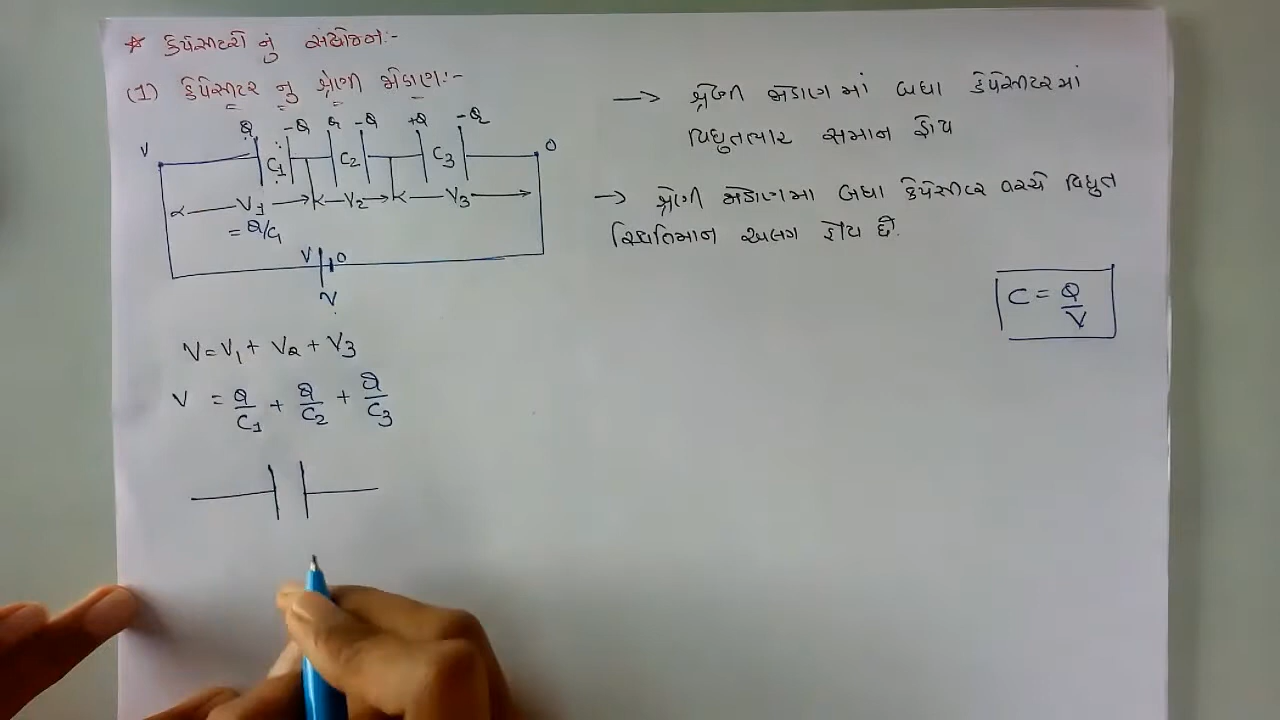 * કેપેસીટરો નું સંયોજન:-
(1) કેપેસીટર નુ શ્રેણી જોડાણ:-
Q -Q Q -Q +Q -Q
V C1 C2 C3 0
V1 V2 V3
= Q/C1
V 0
V
V = V1 + V2 + V3
V = Q/C1 + Q/C2 + Q/C3
→ શ્રેણી જોડાણ માં બધા કેપેસીટરમાં
વિદ્યુતભાર સમાન હોય
→ શ્રેણી જોડાણમા બધા કેપેસીટર વચ્ચે વિદ્યુત
સ્થિતિમાન અલગ હોય છે.
C = Q/V